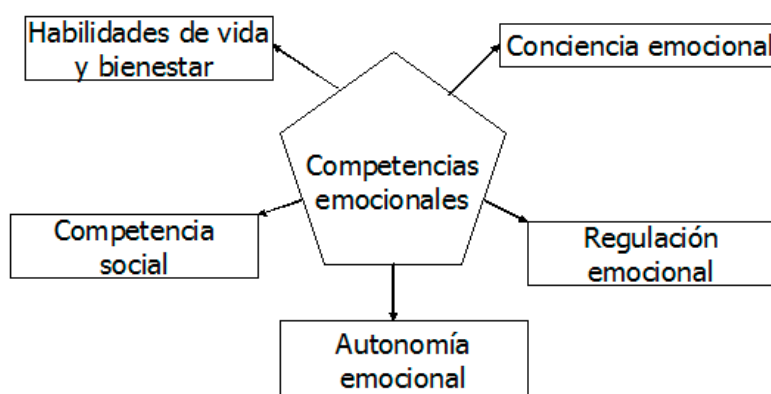 Habilidades de vida
y bienestar
Conciencia emocional
Competencias
emocionales
Competencia
social
Regulación
emocional
Autonomía
emocional